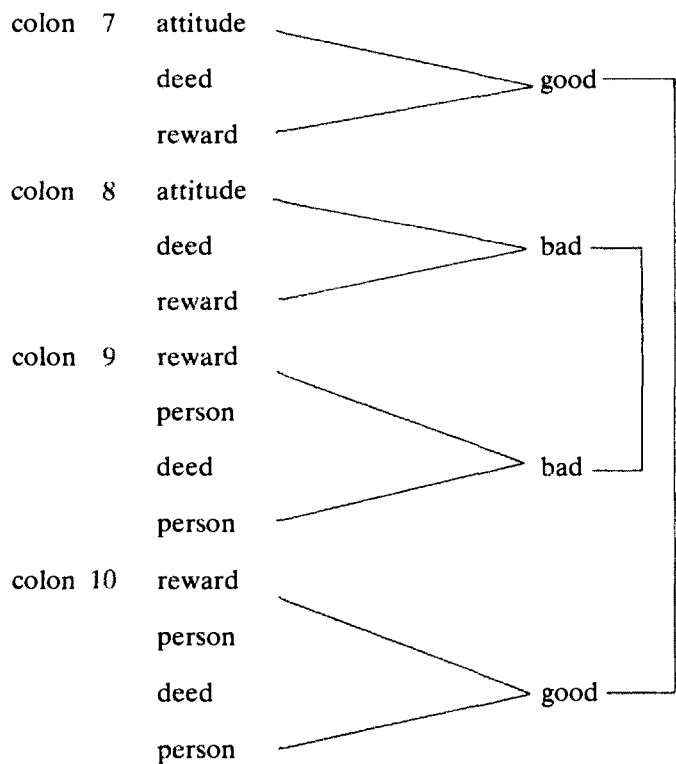 colon 7 attitude
deed good
reward
colon 8 attitude
deed bad
reward
colon 9 reward
person
deed bad
person
colon 10 reward
person
deed good
person